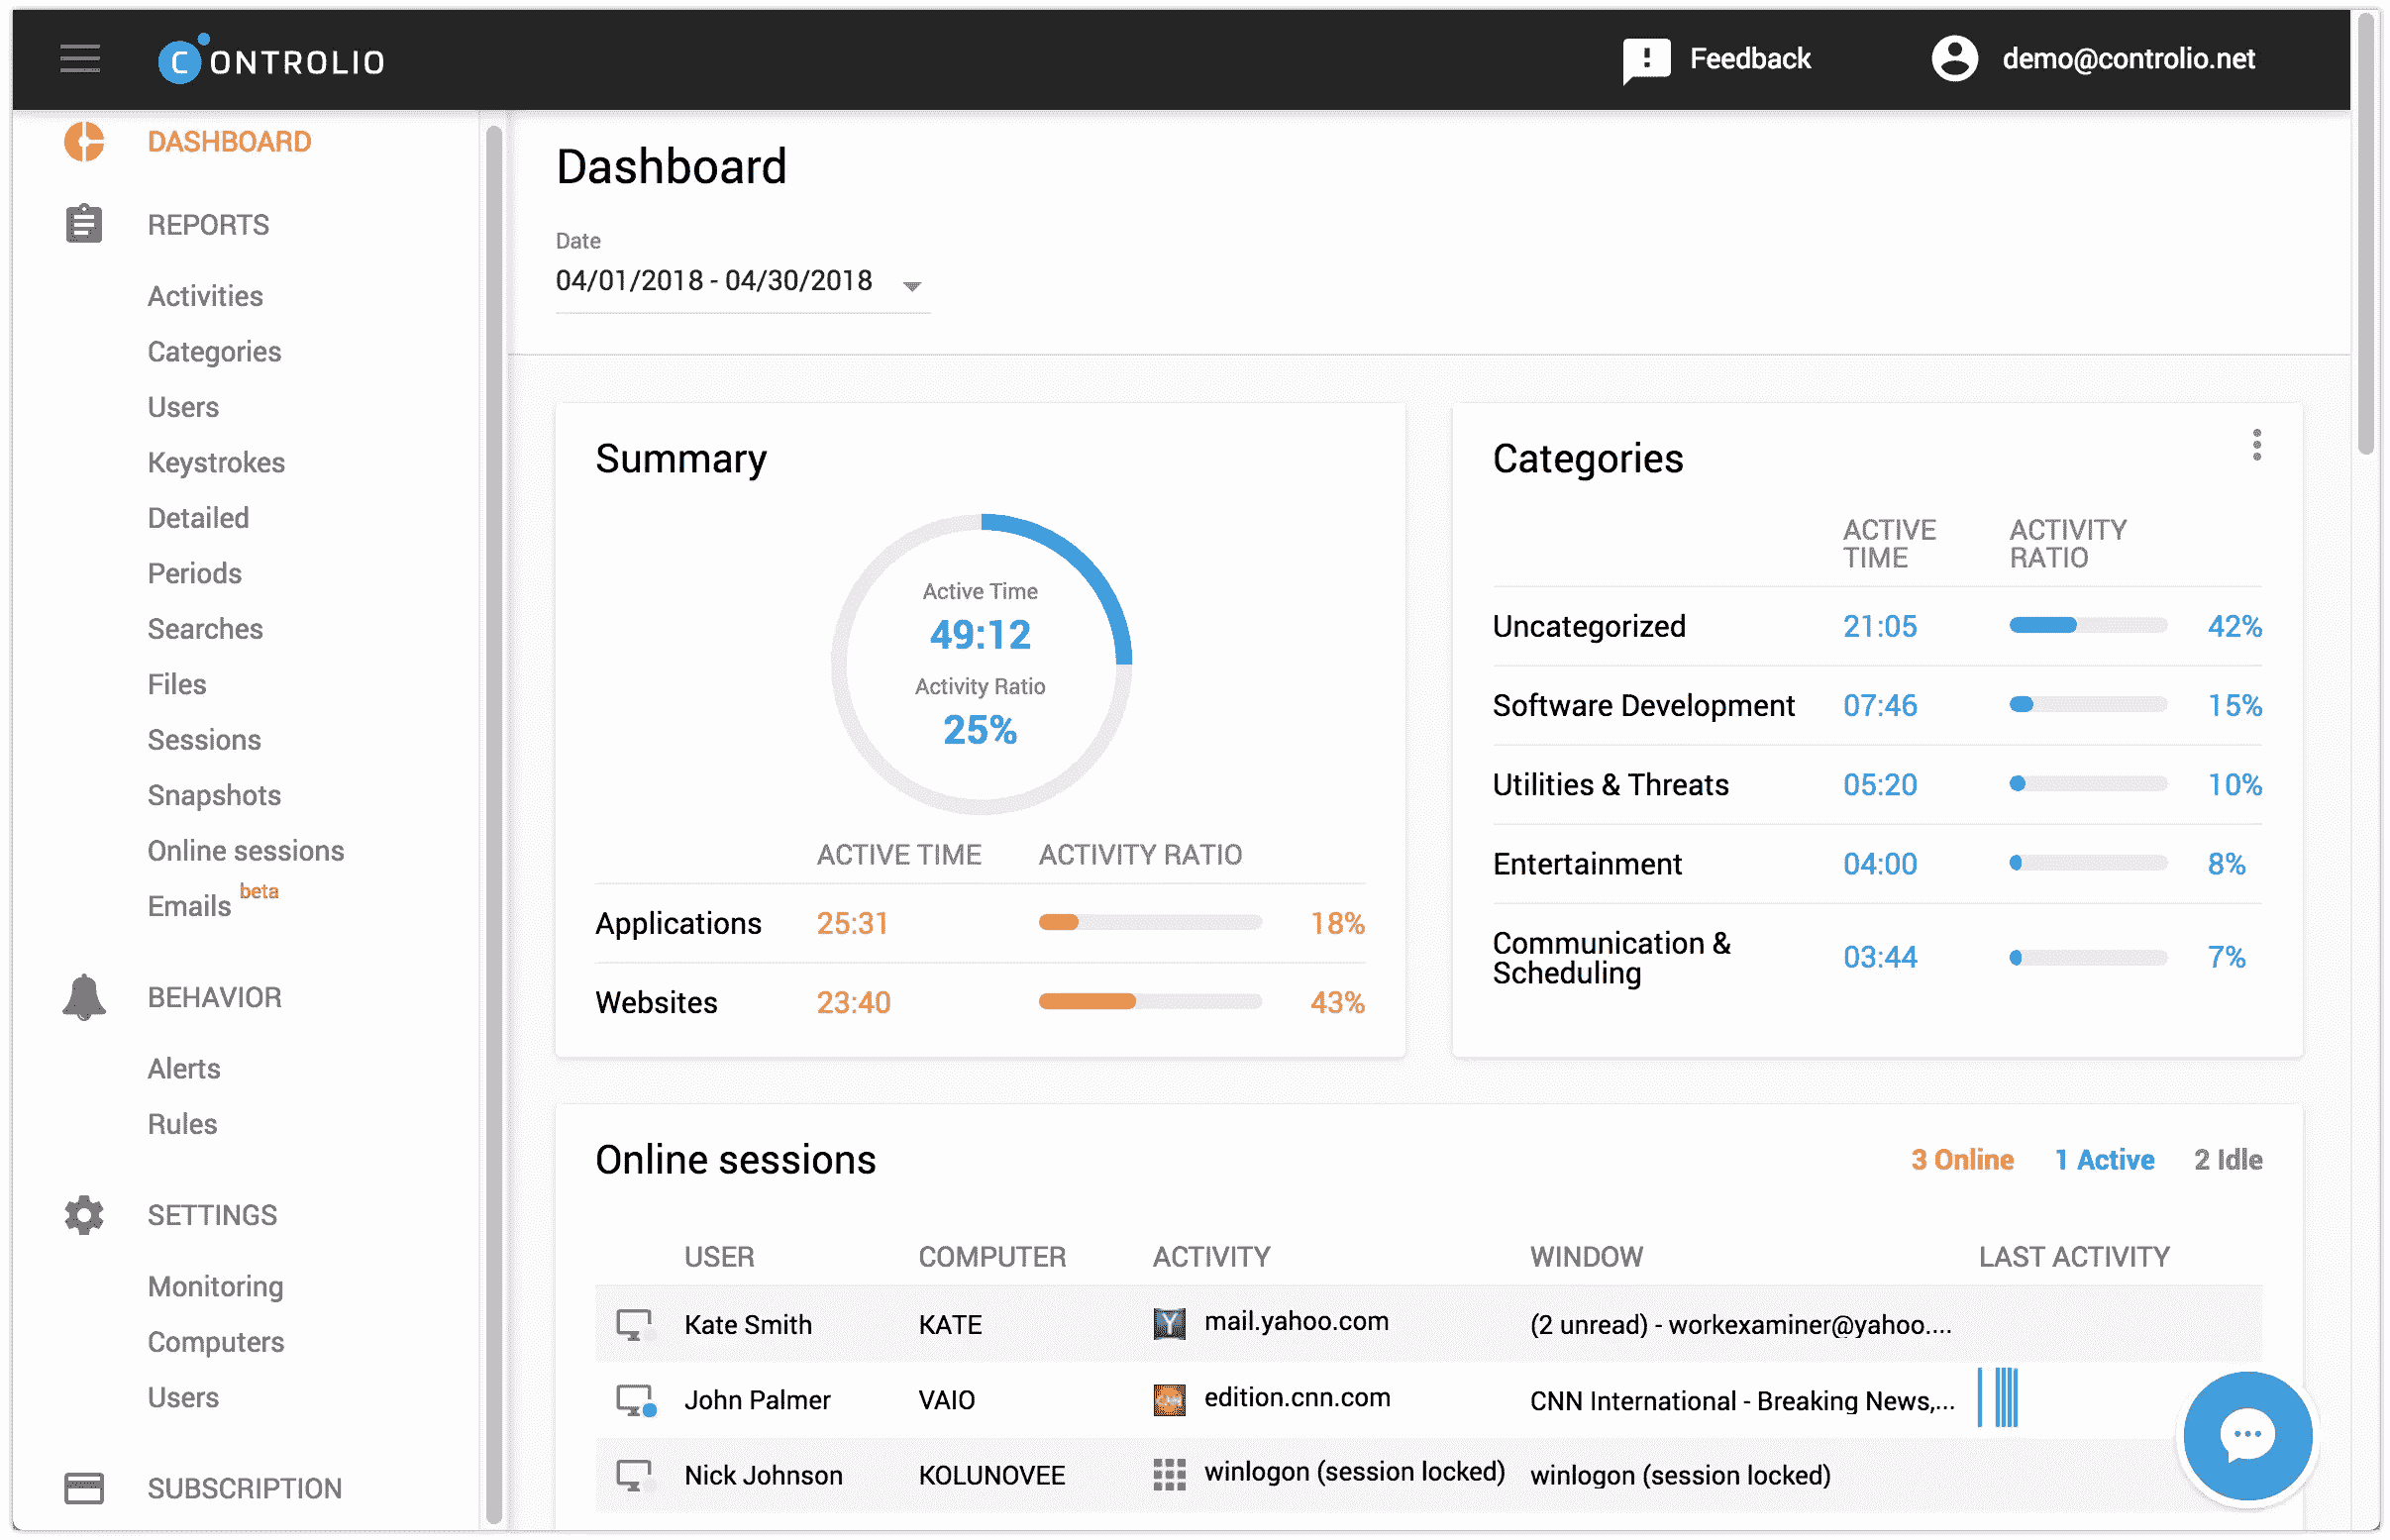 CONTROLIO
Feedback
demo@controlio.net
DASHBOARD
REPORTS
Activities
Categories
Users
Keystrokes
Detailed
Periods
Searches
Files
Sessions
Snapshots
Online sessions
Emails beta
BEHAVIOR
Alerts
Rules
SETTINGS
Monitoring
Computers
Users
SUBSCRIPTION
Dashboard
Date
04/01/2018 - 04/30/2018
Summary
Active Time
49:12
Activity Ratio
25%
ACTIVE TIME ACTIVITY RATIO
Applications 25:31 18%
Websites 23:40 43%
Categories
ACTIVE TIME
ACTIVITY RATIO
Uncategorized 21:05 42%
Software Development 07:46 15%
Utilities & Threats 05:20 10%
Entertainment 04:00 8%
Communication &
Scheduling
03:44 7%
Online sessions
3 Online 1 Active 2 Idle
USER COMPUTER ACTIVITY WINDOW LAST ACTIVITY
Kate Smith KATE mail.yahoo.com (2 unread) - workexaminer@yahoo....
John Palmer VAIO CNN edition.cnn.com CNN International - Breaking News,...
Nick Johnson KOLUNOVEE winlogon (session locked) winlogon (session locked)